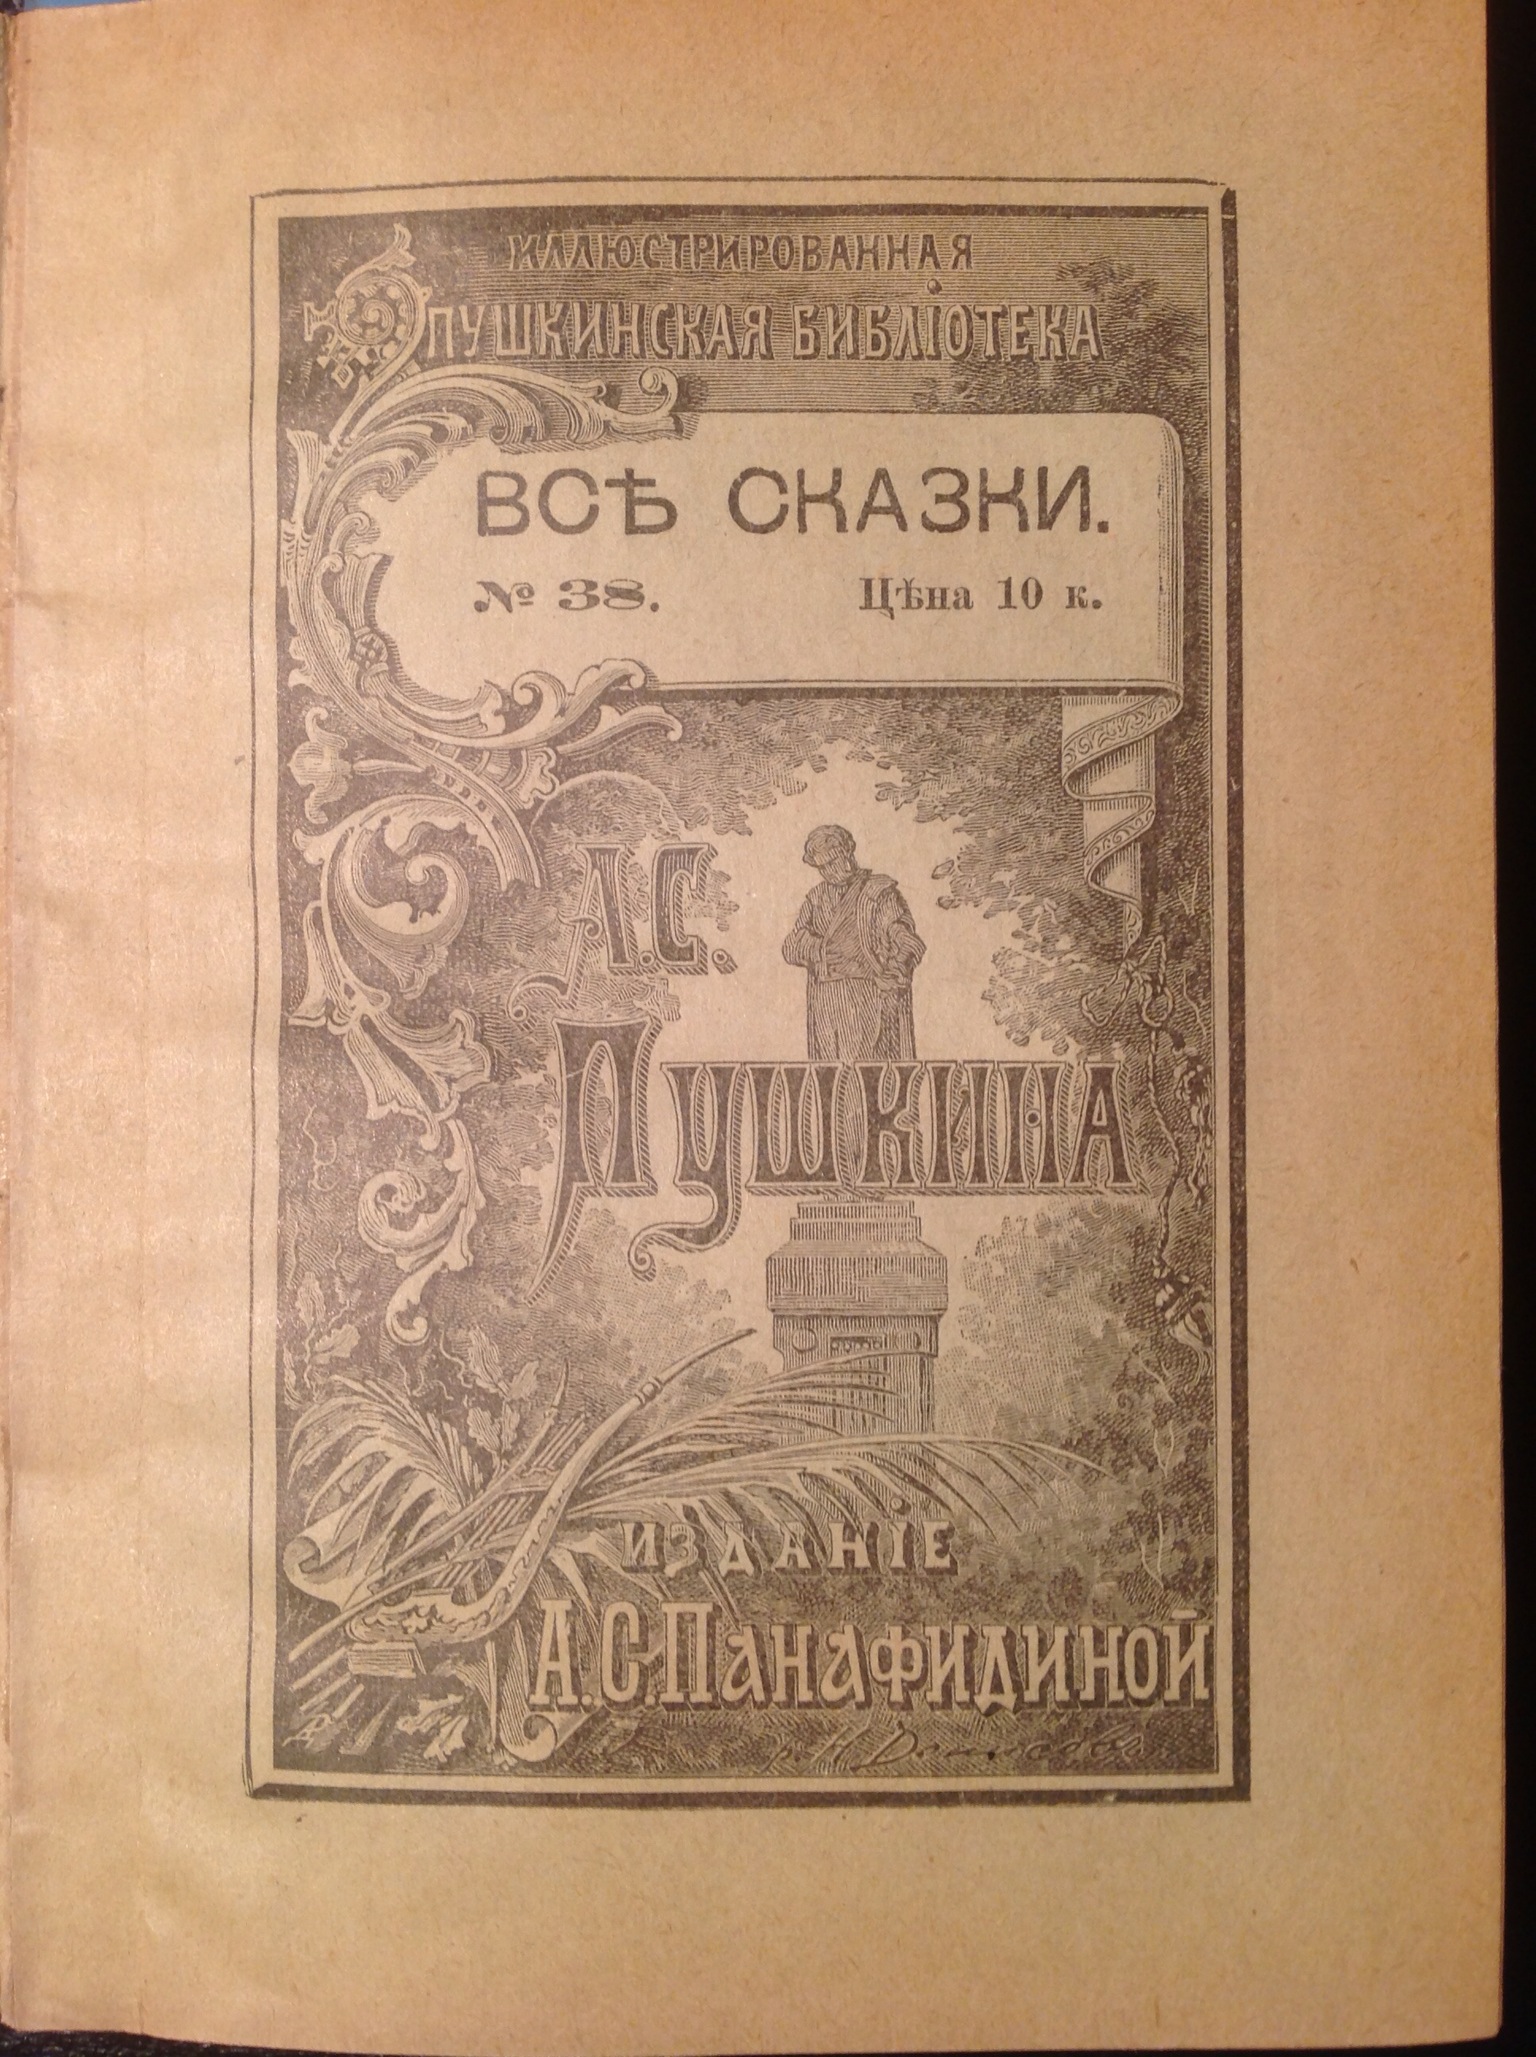 ИЛЛЮСТРИРОВАННАЯ
ПУШКИНСКАЯ БИБЛІОТЕКА
ВСѢ СКАЗКИ.
№ 38. Цѣна 10 к.
А.С.
ПУШКИНА
ИЗДАНІЕ
А.С.ПАНАФИДИНОЙ